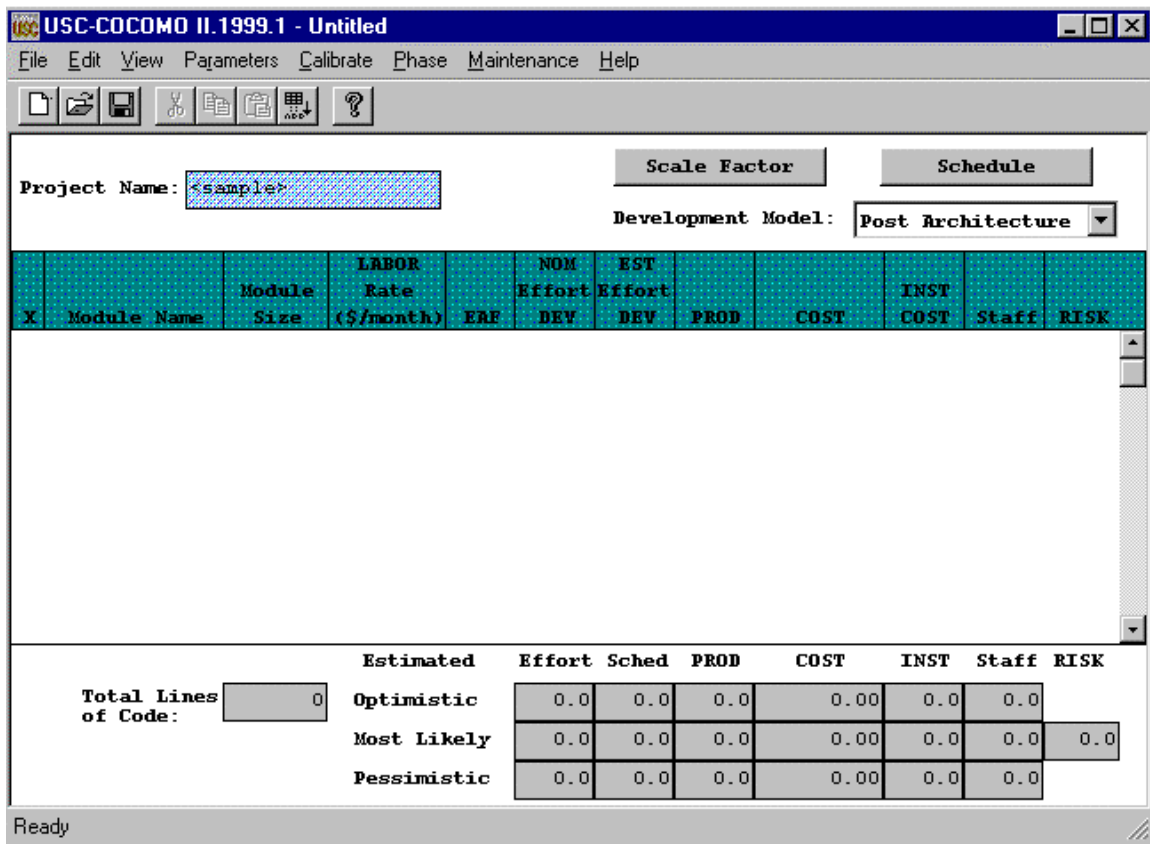 USC-COCOMO II.1999.1 - Untitled
File Edit View Parameters Calibrate Phase Maintenance Help
Scale Factor Schedule
Project Name: <sample>
Development Model: Post Architecture
LABOR NOM EST
Module Rate Effort Effort INST
X Module Name Size ($/month) EAF DEV DEV PROD COST COST Staff RISK
Estimated Effort Sched PROD COST INST Staff RISK
Total Lines of Code: 0
Optimistic 0.0 0.0 0.0 0.00 0.0 0.0
Most Likely 0.0 0.0 0.0 0.00 0.0 0.0 0.0
Pessimistic 0.0 0.0 0.0 0.00 0.0 0.0
Ready